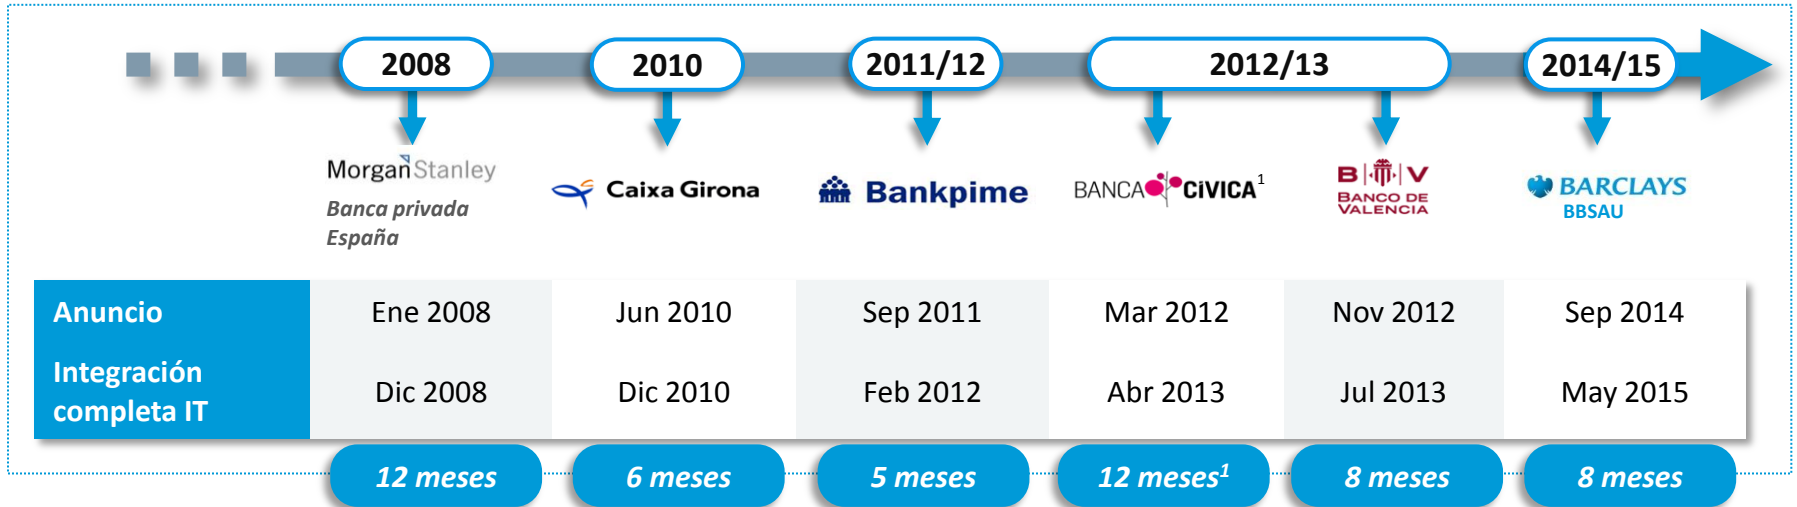 2008
2010
2011/12
2012/13
2014/15
Morgan Stanley
Banca privada
España
Caixa Girona
Bankpime
BANCA CÍVICA¹
B V
BANCO DE
VALENCIA
BARCLAYS
BBSAU
Anuncio
Ene 2008
Jun 2010
Sep 2011
Mar 2012
Nov 2012
Sep 2014
Integración
completa IT
Dic 2008
Dic 2010
Feb 2012
Abr 2013
Jul 2013
May 2015
12 meses
6 meses
5 meses
12 meses¹
8 meses
8 meses